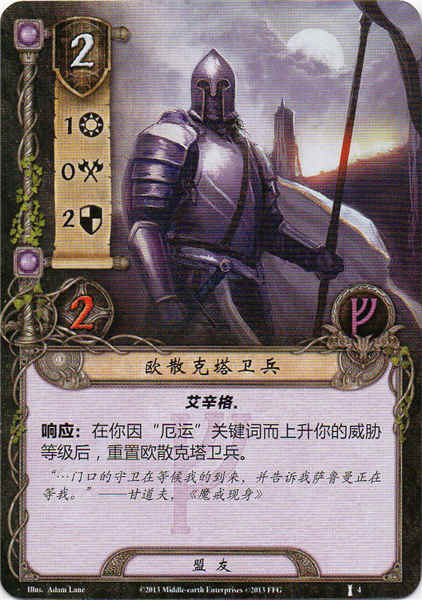 2
1
0
2
2
欧散克塔卫兵
艾辛格.
响应：在你因“厄运”关键词而上升你的威胁
等级后，重置欧散克塔卫兵。
“…门口的守卫在等候我的到来，并告诉我萨鲁曼正在
等我。”——甘道夫，《魔戒现身》
盟友
Illus. Adam Lane ©2013 Middle-earth Enterprises ©2013 FFG 4